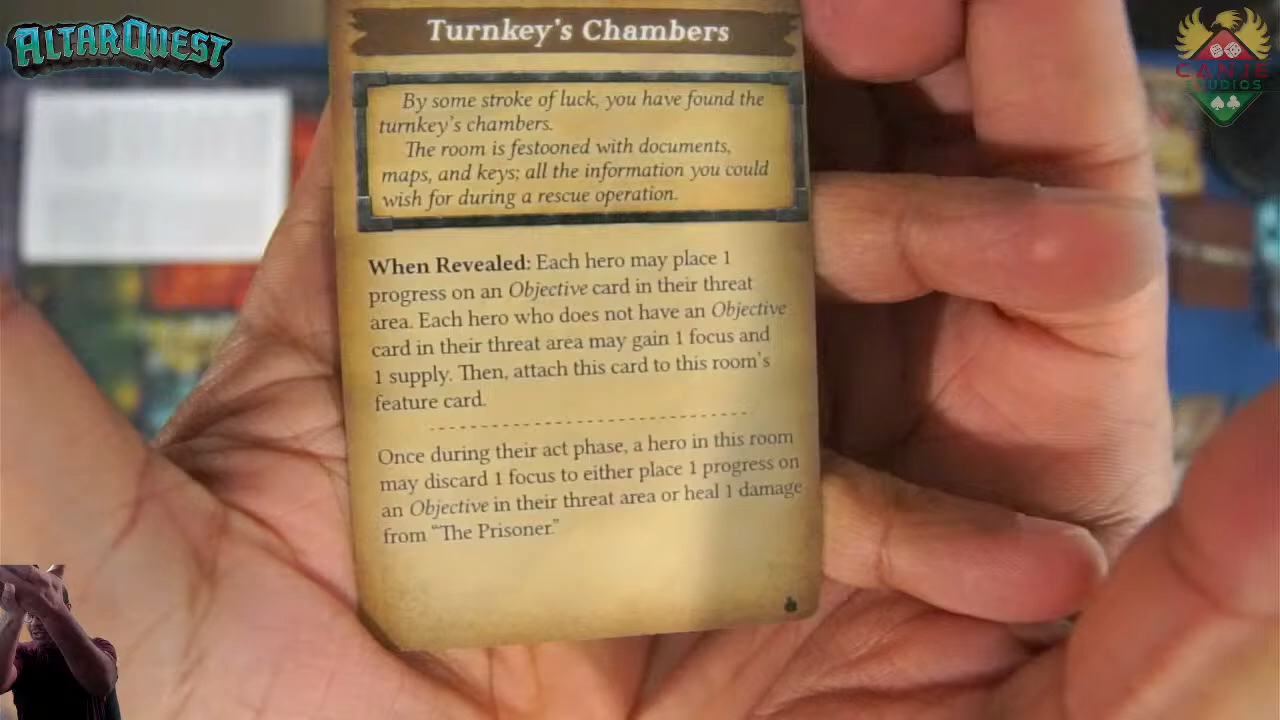 ALTARQUEST
CANJE
STUDIOS
Turnkey's Chambers
By some stroke of luck, you have found the
turnkey's chambers.
The room is festooned with documents,
maps, and keys; all the information you could
wish for during a rescue operation.
When Revealed: Each hero may place 1
progress on an Objective card in their threat
area. Each hero who does not have an Objective
card in their threat area may gain 1 focus and
1 supply. Then, attach this card to this room's
feature card.
Once during their act phase, a hero in this room
may discard 1 focus to either place 1 progress on
an Objective in their threat area or heal 1 damage
from "The Prisoner."